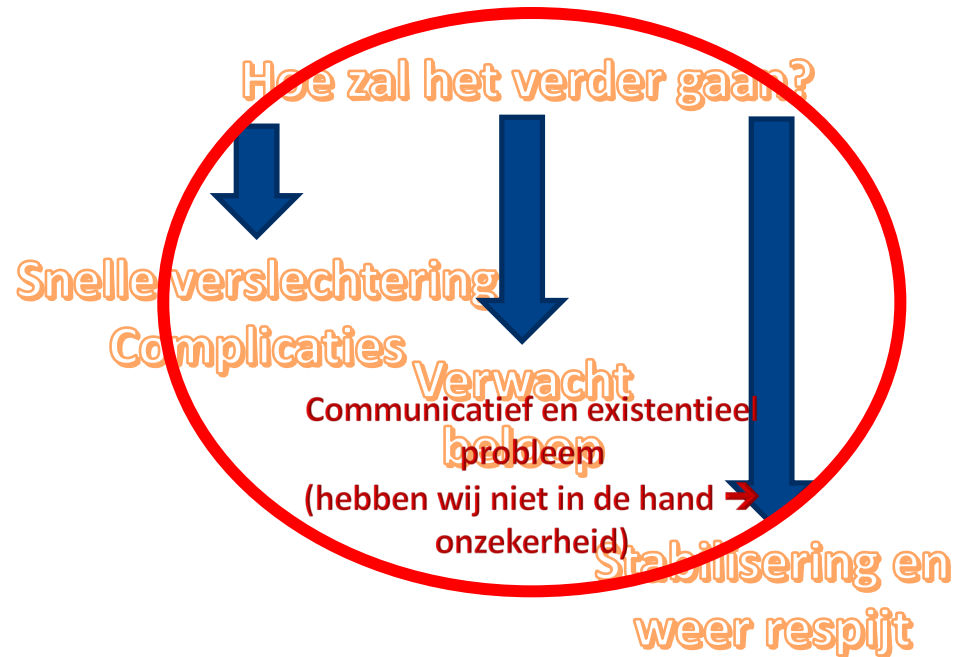 Hoe zal het verder gaan?
Snelle verslechtering
Complicaties
Verwacht
beloop
Communicatief en existentieel
probleem
(hebben wij niet in de hand ➔
onzekerheid)
Stabilisering en
weer respijt